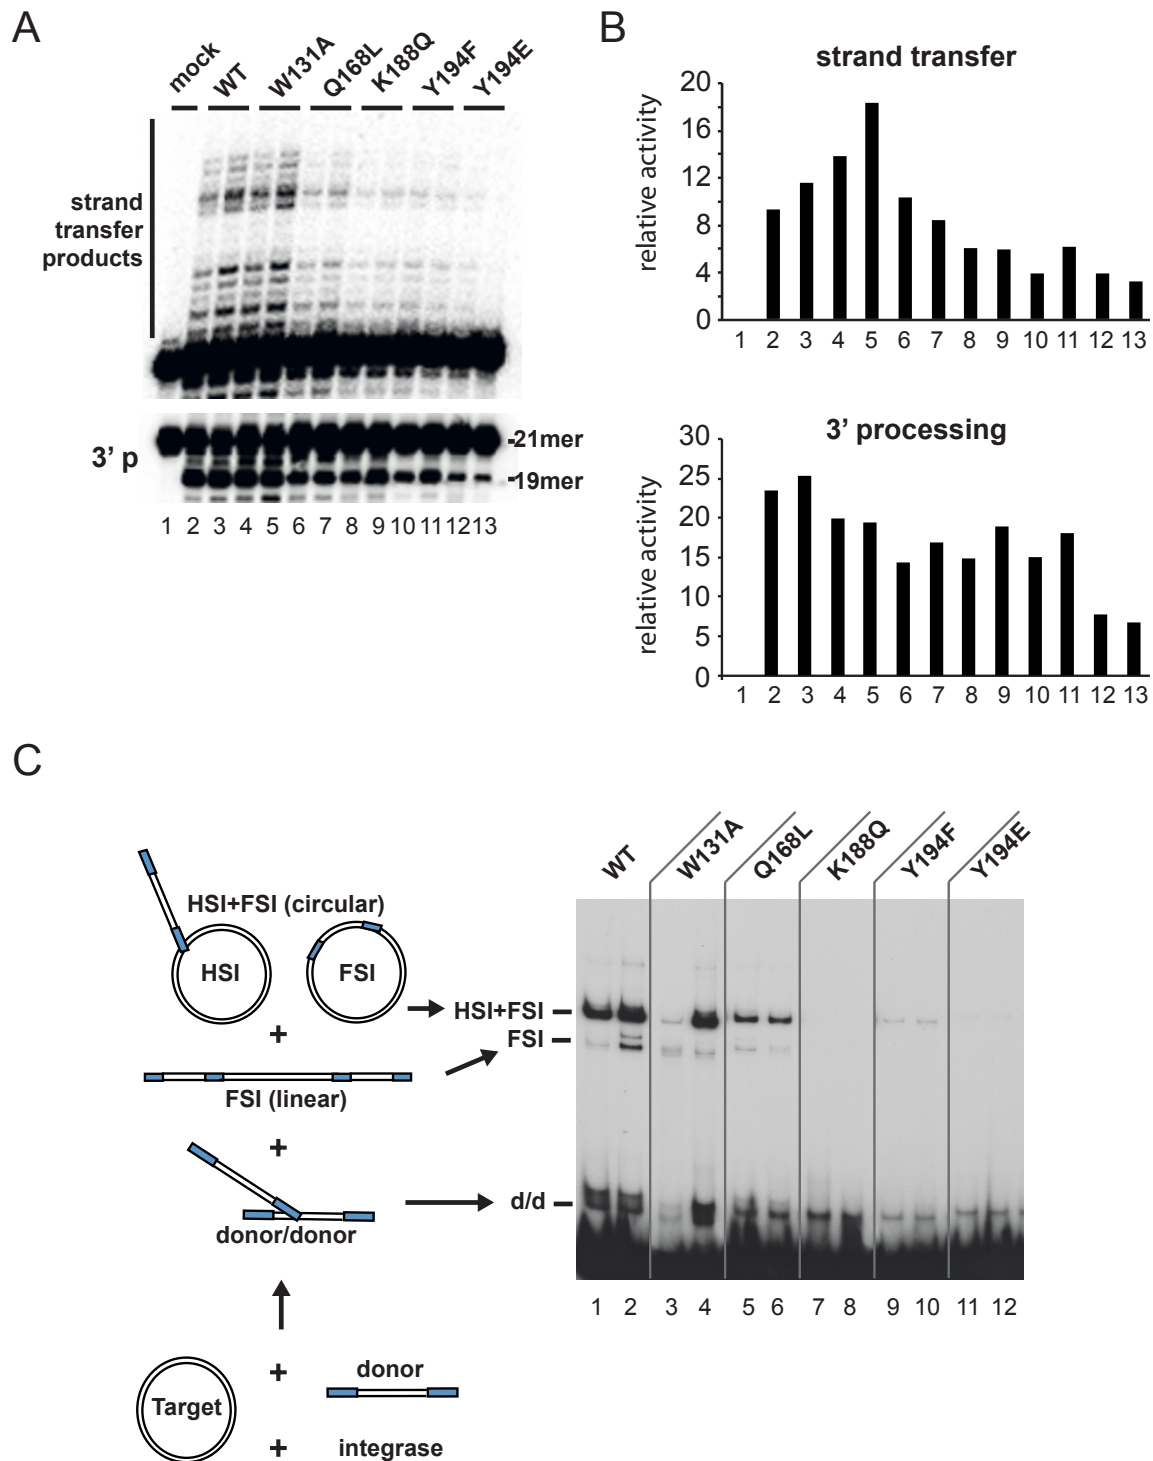 A
mock WT W131A Q168L K188Q Y194F Y194E
strand
transfer
products
3’ p
-21mer
-19mer
1 2 3 4 5 6 7 8 9 10 11 12 13
B
strand transfer
relative activity
20
16
12
8
4
0
1 2 3 4 5 6 7 8 9 10 11 12 13
3’ processing
relative activity
30
25
20
15
10
5
0
1 2 3 4 5 6 7 8 9 10 11 12 13
C
HSI+FSI (circular)
HSI
FSI
+
FSI (linear)
+
donor/donor
Target
+
donor
+
integrase
WT W131A Q168L K188Q Y194F Y194E
HSI+FSI
FSI
d/d
1 2 3 4 5 6 7 8 9 10 11 12